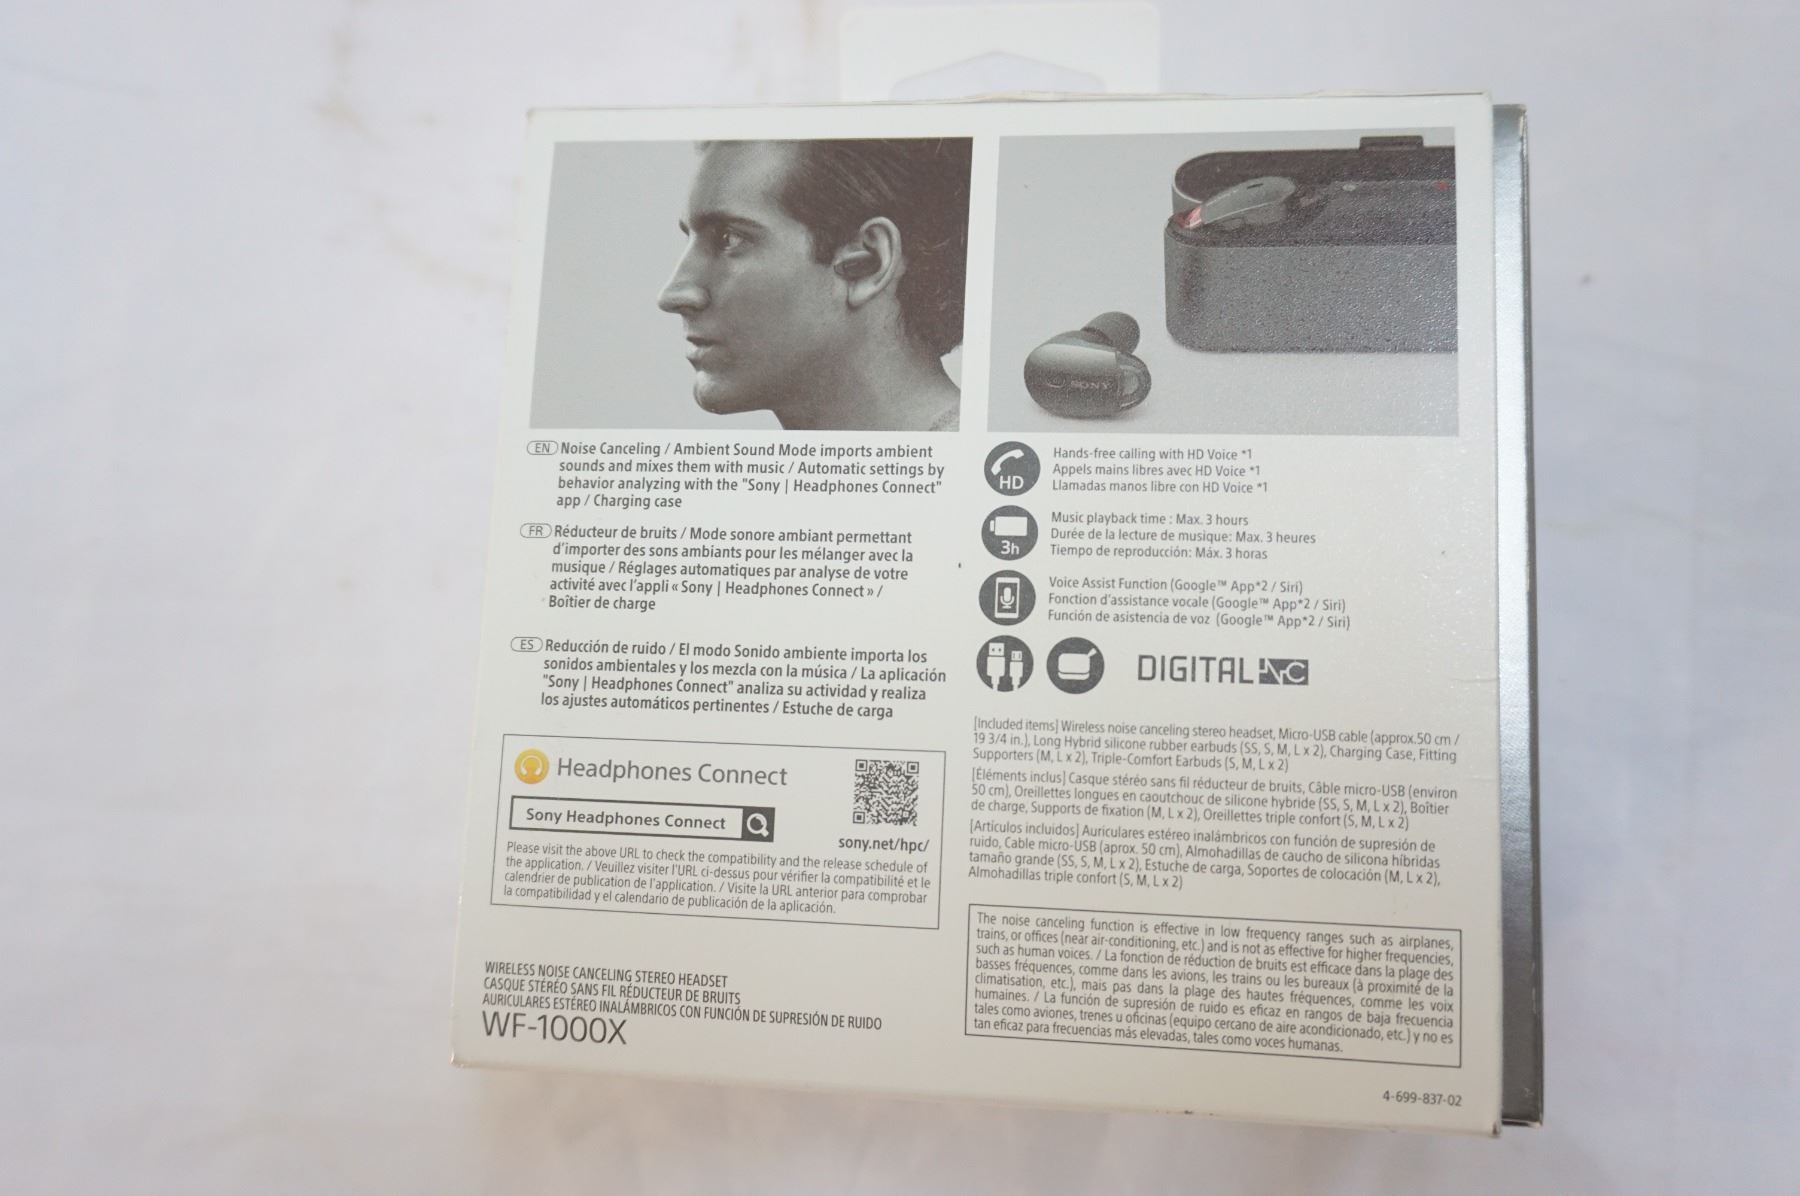 SONY
EN Noise Canceling / Ambient Sound Mode imports ambient
sounds and mixes them with music / Automatic settings by
behavior analyzing with the "Sony | Headphones Connect"
app / Charging case
FR Réducteur de bruits / Mode sonore ambiant permettant
d'importer des sons ambiants pour les mélanger avec la
musique / Réglages automatiques par analyse de votre
activité avec l'appli « Sony | Headphones Connect » /
Boîtier de charge
ES Reducción de ruido / El modo Sonido ambiente importa los
sonidos ambientales y los mezcla con la música / La aplicación
"Sony | Headphones Connect" analiza su actividad y realiza
los ajustes automáticos pertinentes / Estuche de carga
Headphones Connect
Sony Headphones Connect
sony.net/hpc/
Please visit the above URL to check the compatibility and the release schedule of
the application. / Veuillez visiter l'URL ci-dessus pour vérifier la compatibilité et le
calendrier de publication de l'application. / Visite la URL anterior para comprobar
la compatibilidad y el calendario de publicación de la aplicación.
WIRELESS NOISE CANCELING STEREO HEADSET
CASQUE STÉRÉO SANS FIL RÉDUCTEUR DE BRUITS
AURICULARES ESTÉREO INALÁMBRICOS CON FUNCIÓN DE SUPRESIÓN DE RUIDO
WF-1000X
HD
Hands-free calling with HD Voice *1
Appels mains libres avec HD Voice *1
Llamadas manos libre con HD Voice *1
3h
Music playback time : Max. 3 hours
Durée de la lecture de musique: Max. 3 heures
Tiempo de reproducción: Máx. 3 horas
Voice Assist Function (Google™ App*2 / Siri)
Fonction d'assistance vocale (Google™ App*2 / Siri)
Función de asistencia de voz (Google™ App*2 / Siri)
DIGITAL NC
[Included items] Wireless noise canceling stereo headset, Micro-USB cable (approx.50 cm /
19 3/4 in.), Long Hybrid silicone rubber earbuds (SS, S, M, L x 2), Charging Case, Fitting
Supporters (M, L x 2), Triple-Comfort Earbuds (S, M, L x 2)
[Éléments inclus] Casque stéréo sans fil réducteur de bruits, Câble micro-USB (environ
50 cm), Oreillettes longues en caoutchouc de silicone hybride (SS, S, M, L x 2), Boîtier
de charge, Supports de fixation (M, L x 2), Oreillettes triple confort (S, M, L x 2)
[Artículos incluidos] Auriculares estéreo inalámbricos con función de supresión de
ruido, Cable micro-USB (aprox. 50 cm), Almohadillas de caucho de silicona híbridas
tamaño grande (SS, S, M, L x 2), Estuche de carga, Soportes de colocación (M, L x 2),
Almohadillas triple confort (S, M, L x 2)
The noise canceling function is effective in low frequency ranges such as airplanes,
trains, or offices (near air-conditioning, etc.) and is not as effective for higher frequencies,
such as human voices. / La fonction de réduction de bruits est efficace dans la plage des
basses fréquences, comme dans les avions, les trains ou les bureaux (à proximité de la
climatisation, etc.), mais pas dans la plage des hautes fréquences, comme les voix
humaines. / La función de supresión de ruido es eficaz en rangos de baja frecuencia
tales como aviones, trenes u oficinas (equipo cercano de aire acondicionado, etc.) y no es
tan eficaz para frecuencias más elevadas, tales como voces humanas.
4-699-837-02